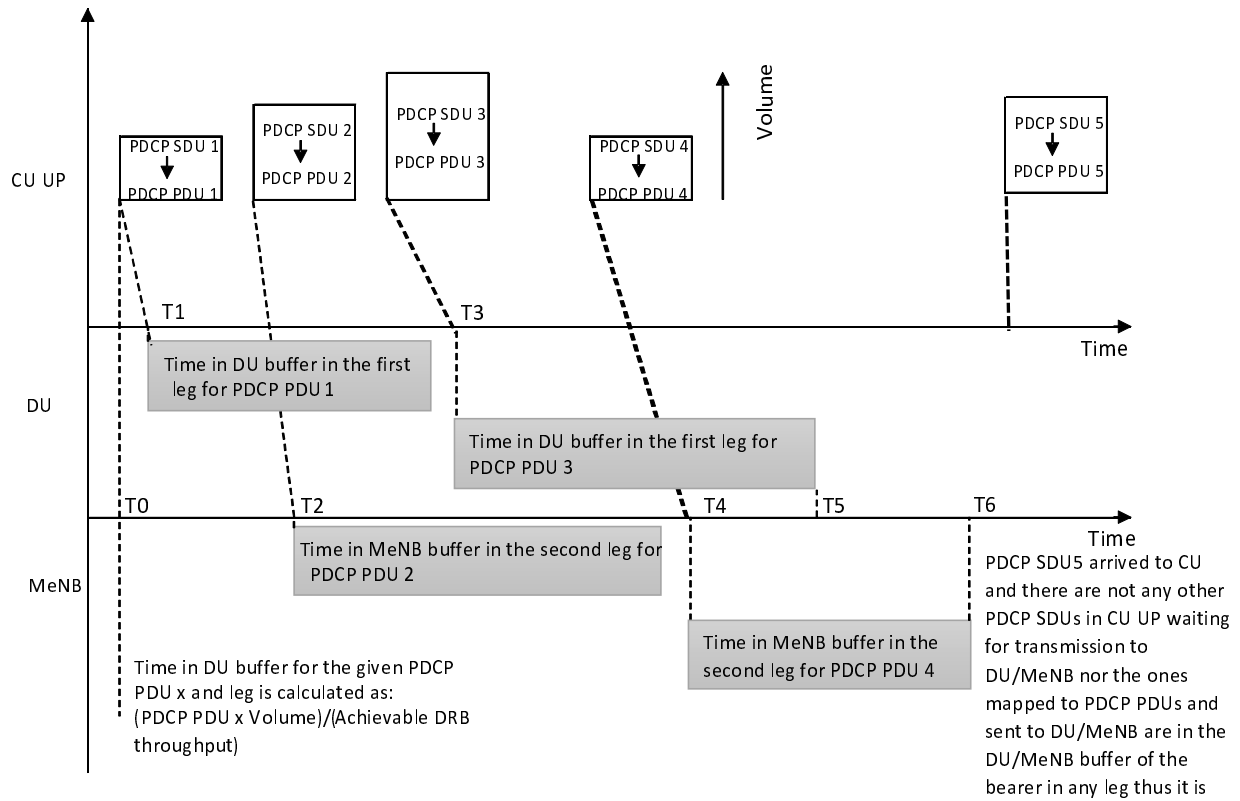 PDCP SDU 1
PDCP PDU 1
PDCP SDU 2
PDCP PDU 2
PDCP SDU 3
PDCP PDU 3
PDCP SDU 4
PDCP PDU 4
Volume
PDCP SDU 5
PDCP PDU 5
CU UP
T1
T3
Time
Time in DU buffer in the first
leg for PDCP PDU 1
DU
Time in DU buffer in the first leg for
PDCP PDU 3
T0
T2
T4
T5
T6
Time
Time in MeNB buffer in the second leg for
PDCP PDU 2
MeNB
Time in MeNB buffer in the
second leg for PDCP PDU 4
PDCP SDU5 arrived to CU
and there are not any other
PDCP SDUs in CU UP waiting
for transmission to
DU/MeNB nor the ones
mapped to PDCP PDUs and
sent to DU/MeNB are in the
DU/MeNB buffer of the
bearer in any leg thus it is
Time in DU buffer for the given PDCP
PDU x and leg is calculated as:
(PDCP PDU x Volume)/(Achievable DRB
throughput)